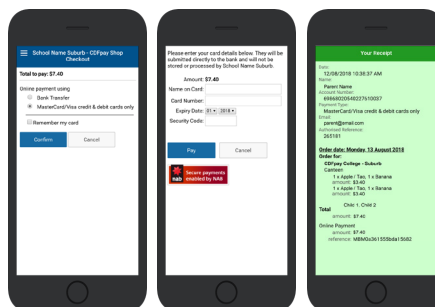 School Name Suburb - CDFpay Shop
Checkout
Total to pay: $7.40
Online payment using
Bank Transfer
MasterCard/Visa credit & debit cards only
Remember my card
Confirm Cancel
Please enter your card details below. They will be
submitted directly to the bank and will not be
stored or processed by School Name Suburb.
Amount: $7.40
Name on Card:
Card Number:
Expiry Date: 01 2018
Security Code:
Pay Cancel
nab
Secure payments
enabled by NAB
Your Receipt
Date:
12/08/2018 10:38:37 AM
Name:
Parent Name
Account Number:
Payment Type:
MasterCard/Visa credit & debit cards only
Email:
parent@email.com
Authorised Reference:
265161
Order date: Monday, 13 August 2018
Order for:
CDFpay College - Suburb
Canteen
1 x Apple / Tao, 1 x Banana
amount: $3.40
1 x Apple / Tao, 1 x Banana
amount: $3.40
Child 1, Child 2
Total
amount: $7.40
Online Payment
amount: $7.40
reference: